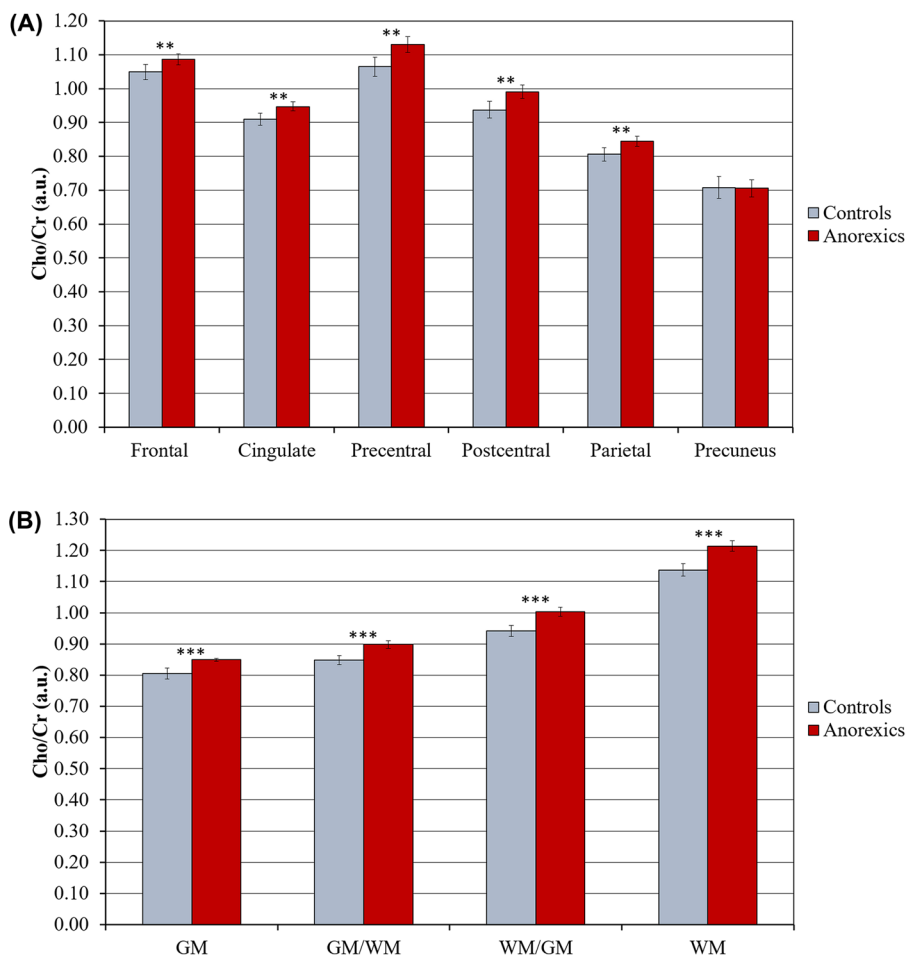 (A)
Cho/Cr (a.u.)
1.20
1.10
1.00
0.90
0.80
0.70
0.60
0.50
0.40
0.30
0.20
0.10
0.00
** ** ** ** **
Frontal Cingulate Precentral Postcentral Parietal Precuneus
Controls
Anorexics
(B)
Cho/Cr (a.u.)
1.30
1.20
1.10
1.00
0.90
0.80
0.70
0.60
0.50
0.40
0.30
0.20
0.10
0.00
*** *** *** ***
GM GM/WM WM/GM WM
Controls
Anorexics